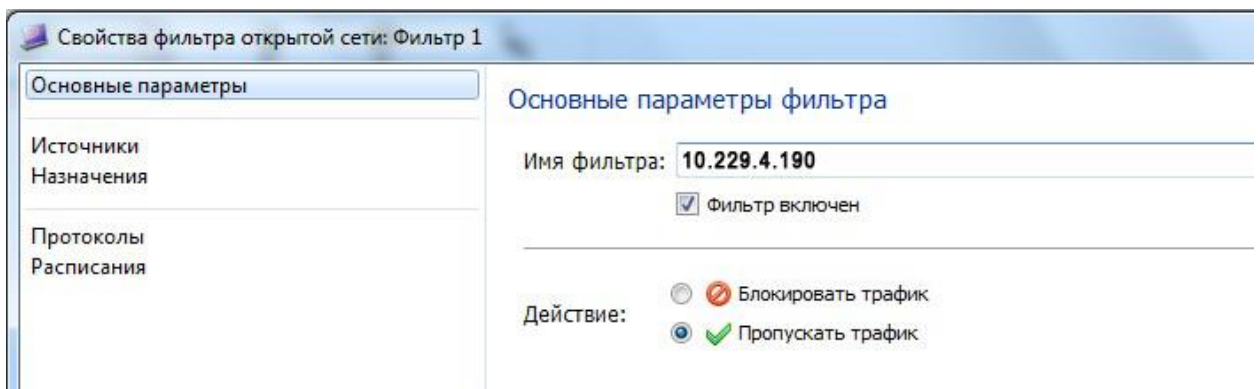 Свойства фильтра открытой сети: Фильтр 1
Основные параметры
Источники
Назначения
Протоколы
Расписания
Основные параметры фильтра
Имя фильтра: 10.229.4.190
Фильтр включен
Действие:
Блокировать трафик
Пропускать трафик